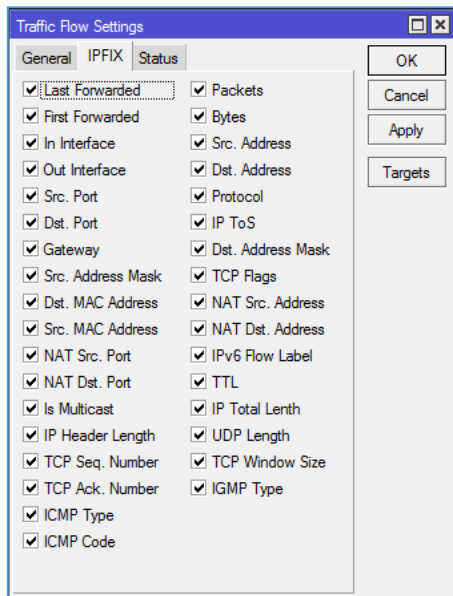 Traffic Flow Settings
General IPFIX Status
OK
Cancel
Apply
Targets
Last Forwarded Packets
First Forwarded Bytes
In Interface Src. Address
Out Interface Dst. Address
Src. Port Protocol
Dst. Port IP ToS
Gateway Dst. Address Mask
Src. Address Mask TCP Flags
Dst. MAC Address NAT Src. Address
Src. MAC Address NAT Dst. Address
NAT Src. Port IPv6 Flow Label
NAT Dst. Port TTL
Is Multicast IP Total Lenth
IP Header Length UDP Length
TCP Seq. Number TCP Window Size
TCP Ack. Number IGMP Type
ICMP Type
ICMP Code